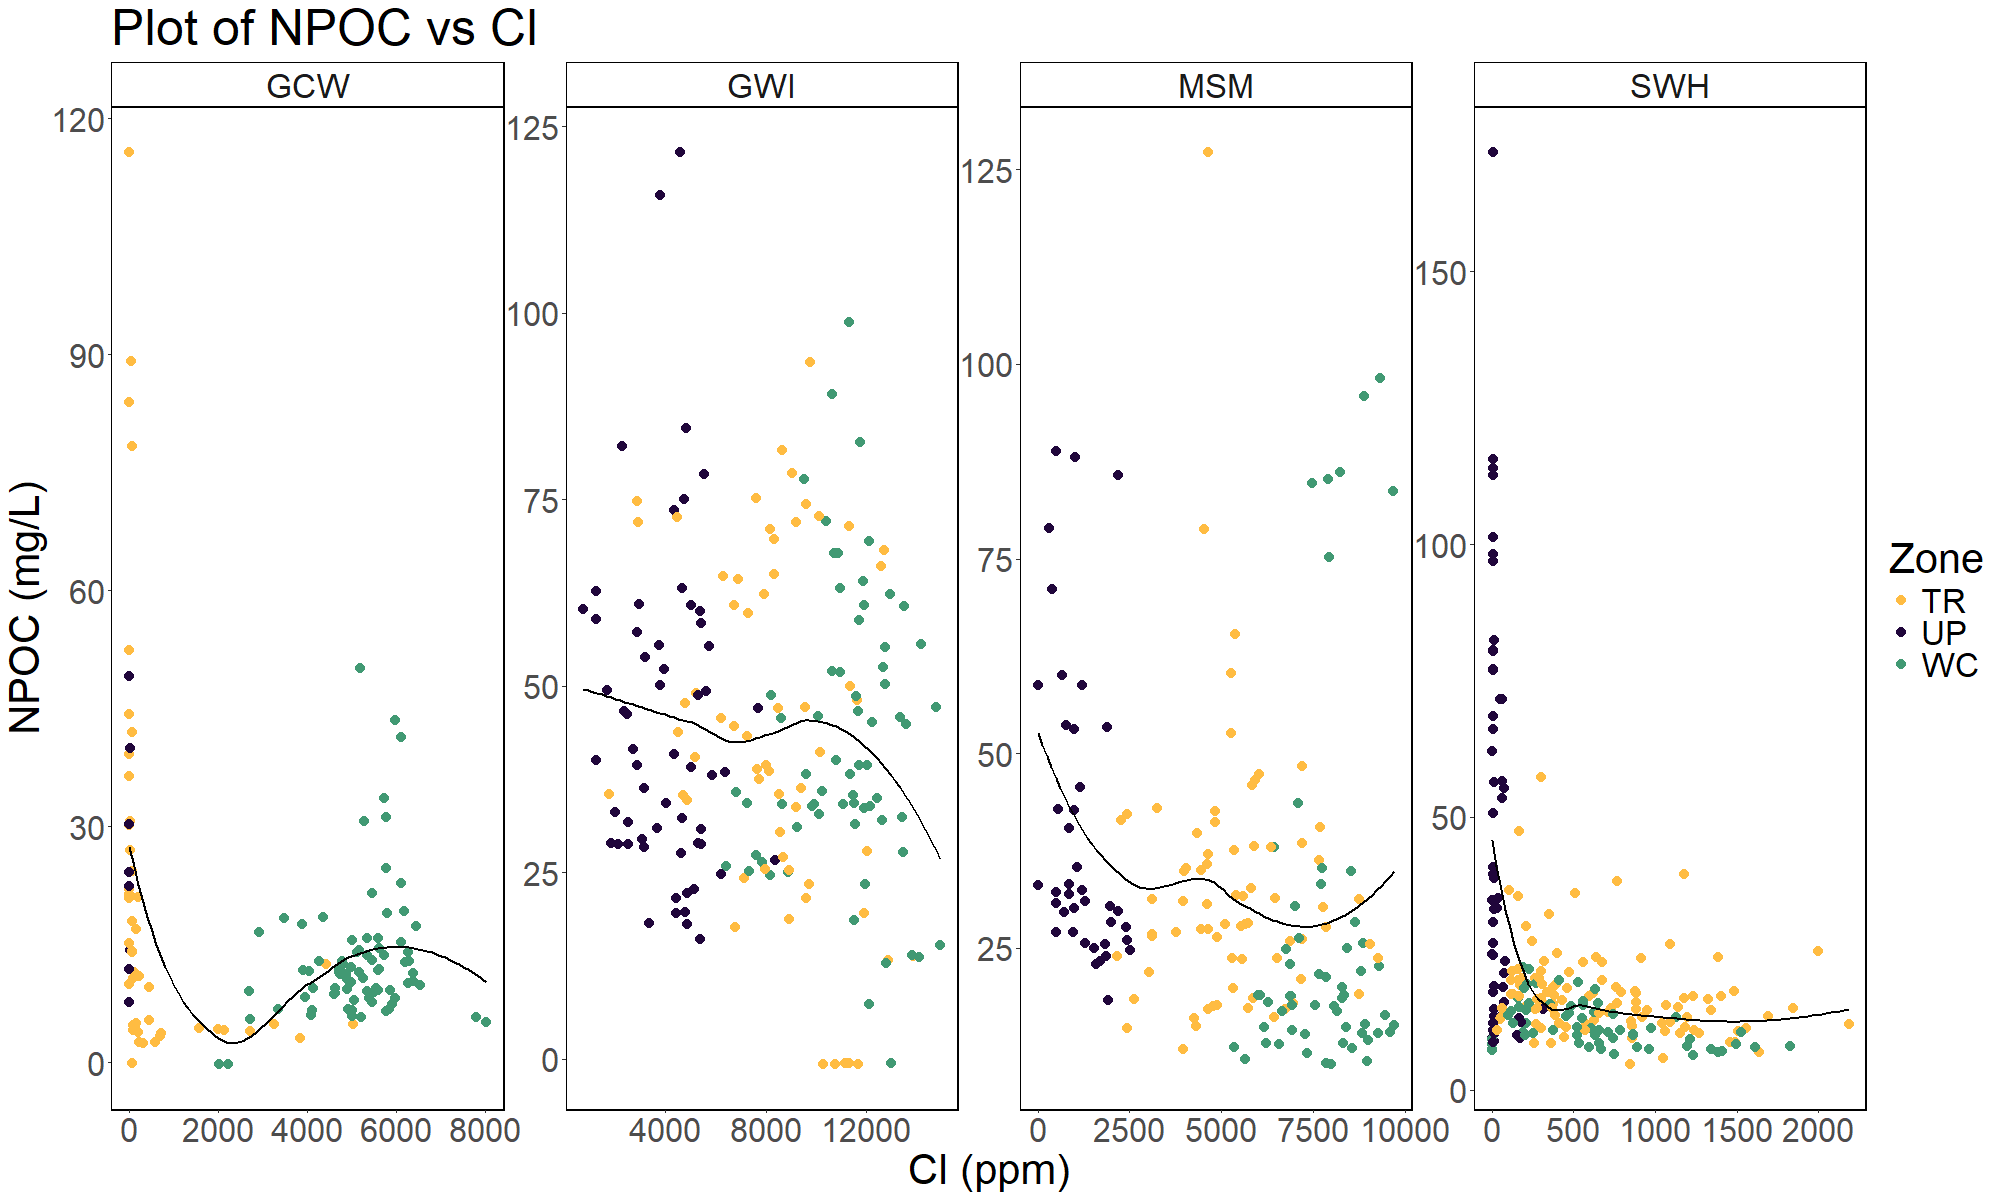 Plot of NPOC vs Cl
GCW
GWI
MSM
SWH
NPOC (mg/L)
120
90
60
30
0
125
100
75
50
25
0
125
100
75
50
25
150
100
50
0
0 2000 4000 6000 8000
4000 8000 12000
0 2500 5000 7500 10000
0 500 1000 1500 2000
Cl (ppm)
Zone
TR
UP
WC